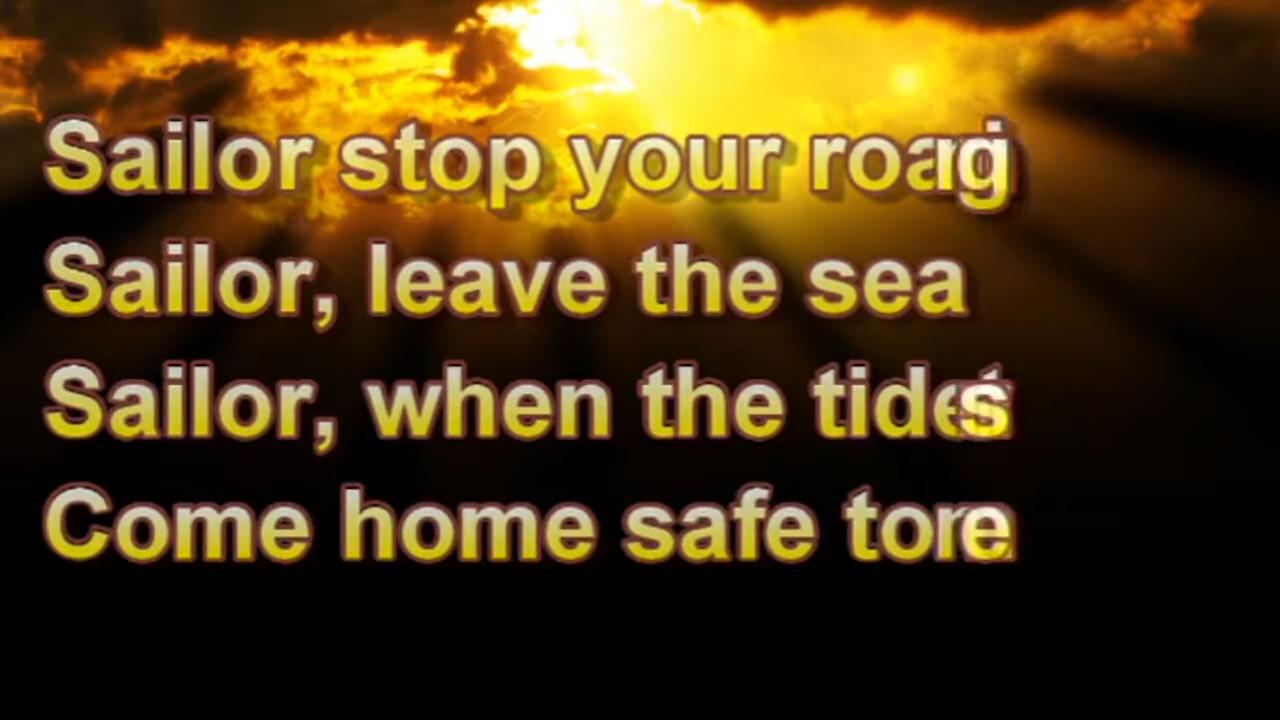 Sailor stop your
Sailor, leave the sea
Sailor, when the
Come home safe